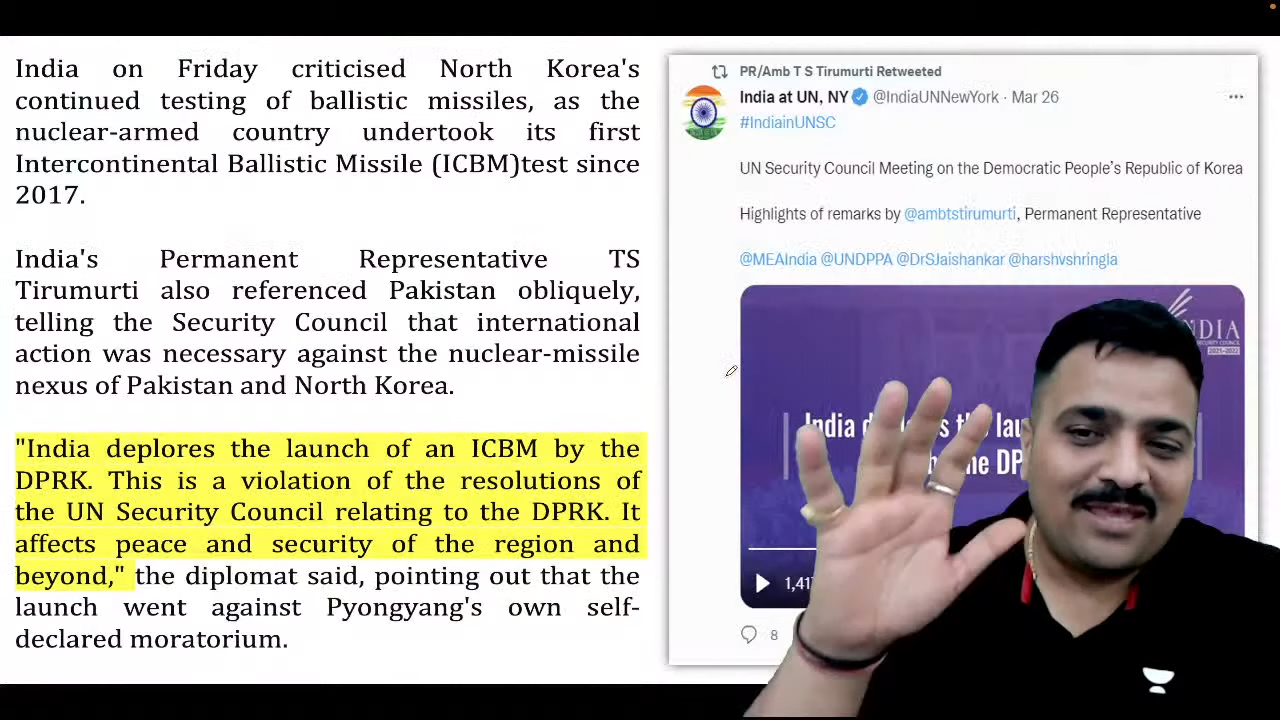 India on Friday criticised North Korea's
continued testing of ballistic missiles, as the
nuclear-armed country undertook its first
Intercontinental Ballistic Missile (ICBM)test since
2017.
India's Permanent Representative TS
Tirumurti also referenced Pakistan obliquely,
telling the Security Council that international
action was necessary against the nuclear-missile
nexus of Pakistan and North Korea.
"India deplores the launch of an ICBM by the
DPRK. This is a violation of the resolutions of
the UN Security Council relating to the DPRK. It
affects peace and security of the region and
beyond," the diplomat said, pointing out that the
launch went against Pyongyang's own self-
declared moratorium.
PR/Amb T S Tirumurti Retweeted
India at UN, NY @IndiaUNNewYork · Mar 26
#IndiainUNSC
UN Security Council Meeting on the Democratic People's Republic of Korea
Highlights of remarks by @ambtstirumurti, Permanent Representative
@MEAIndia @UNDPPA @DrSJaishankar @harshvshringla
SECURITY COUNCIL
2021-2022
India the
8